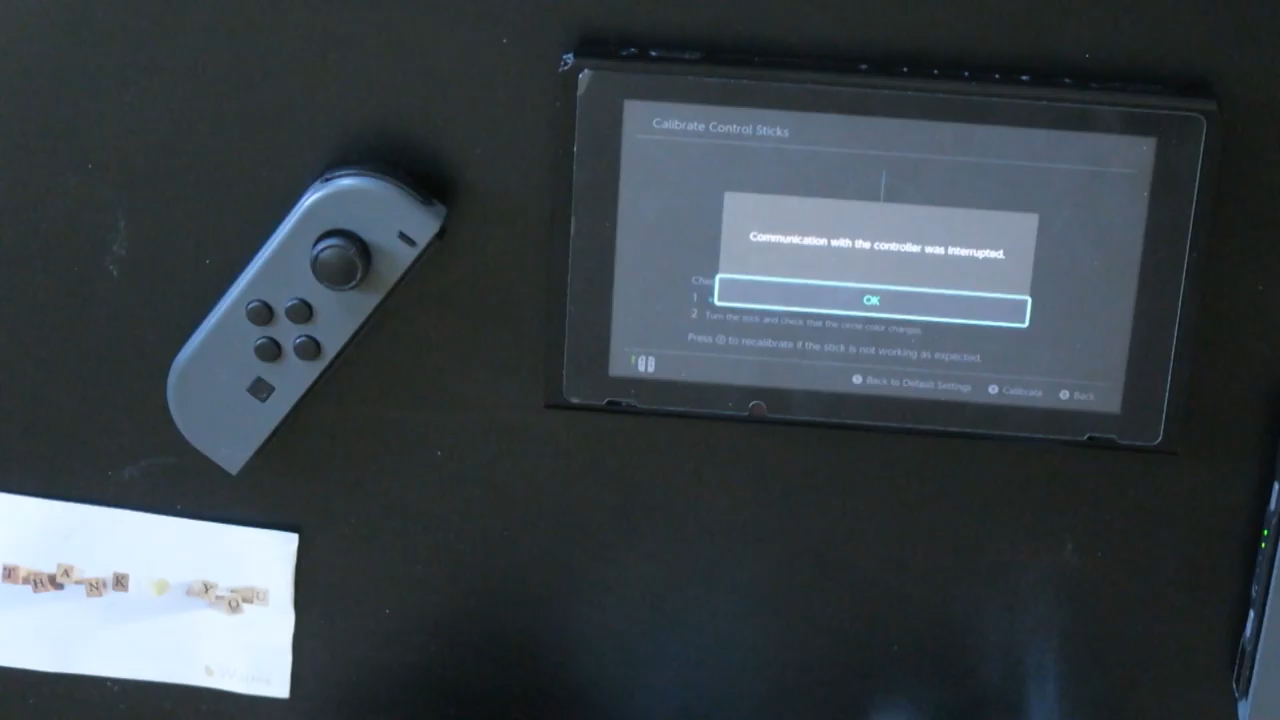 Calibrate Control Sticks
Communication with the controller was interrupted.
OK
1
2 Turn the stick and check that the circle color changes.
Press to recalibrate if the stick is not working as expected.
Back to Default Settings Calibrate Back
THANK YOU